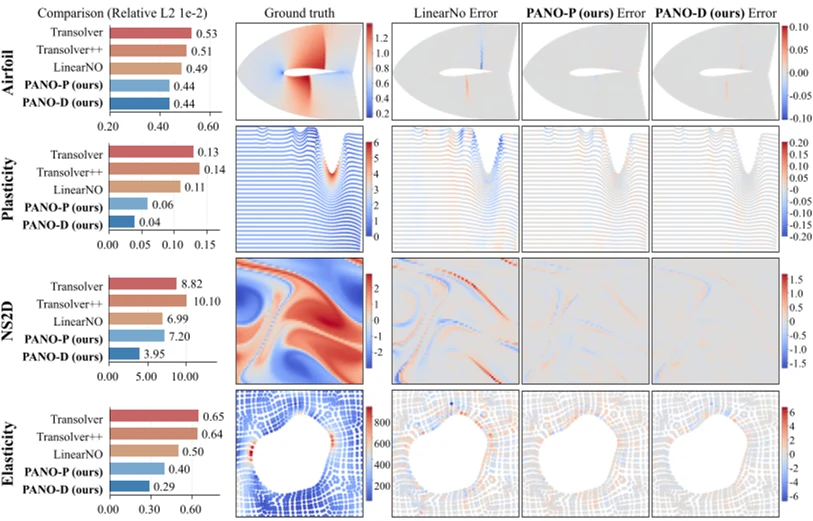 Comparison (Relative L2 1e-2) Ground truth LinearNo Error PANO-P (ours) Error PANO-D (ours) Error
Airfoil
Transolver 0.53
Transolver++ 0.51
LinearNO 0.49
PANO-P (ours) 0.44
PANO-D (ours) 0.44
0.20 0.40 0.60
1.2
1.0
0.8
0.6
0.4
0.2
0.10
0.05
0.00
-0.05
-0.10
Plasticity
Transolver 0.13
Transolver++ 0.14
LinearNO 0.11
PANO-P (ours) 0.06
PANO-D (ours) 0.04
0.00 0.05 0.10 0.15
6
5
4
3
2
1
0
0.20
0.15
0.10
0.05
-0
-0.05
-0.10
-0.15
-0.20
NS2D
Transolver 8.82
Transolver++ 10.10
LinearNO 6.99
PANO-P (ours) 7.20
PANO-D (ours) 3.95
0.00 5.00 10.00
2
1
0
-1
-2
1.5
1.0
0.5
0
-0.5
-1.0
-1.5
Elasticity
Transolver 0.65
Transolver++ 0.64
LinearNO 0.50
PANO-P (ours) 0.40
PANO-D (ours) 0.29
0.00 0.30 0.60
800
600
400
200
6
4
2
0
-2
-4
-6